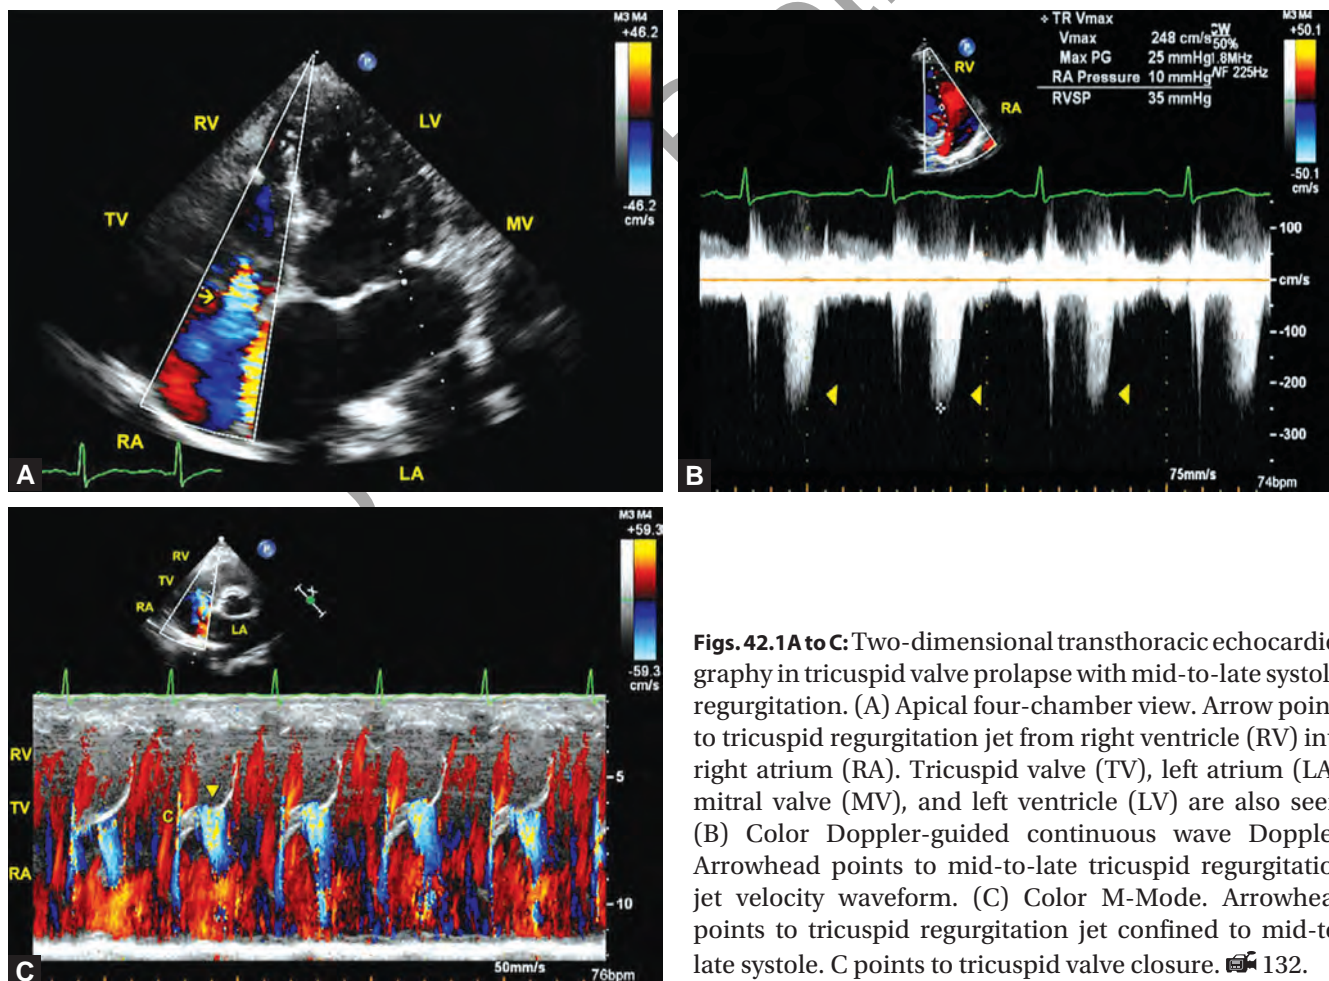 M3 M4
+46.2
-46.2
cm/s
RV
LV
TV
MV
RA
LA
A
TR Vmax
Vmax 248 cm/s
Max PG 25 mmHg
RA Pressure 10 mmHg
RVSP 35 mmHg
CW
50%
1.8MHz
WF 225Hz
M3 M4
+50.1
-50.1
cm/s
RV
RA
100
cm/s
-100
-200
-300
75mm/s
74bpm
B
M3 M4
+59.3
-59.3
cm/s
RV
TV
RA
LA
RV
TV
C
RA
5
10
50mm/s
76bpm
C
Figs. 42.1A to C: Two-dimensional transthoracic echocardio
graphy in tricuspid valve prolapse with mid-to-late systol
regurgitation. (A) Apical four-chamber view. Arrow poin
to tricuspid regurgitation jet from right ventricle (RV) int
right atrium (RA). Tricuspid valve (TV), left atrium (LA
mitral valve (MV), and left ventricle (LV) are also see
(B) Color Doppler-guided continuous wave Dopple
Arrowhead points to mid-to-late tricuspid regurgitatio
jet velocity waveform. (C) Color M-Mode. Arrowhea
points to tricuspid regurgitation jet confined to mid-to
late systole. C points to tricuspid valve closure. 132.